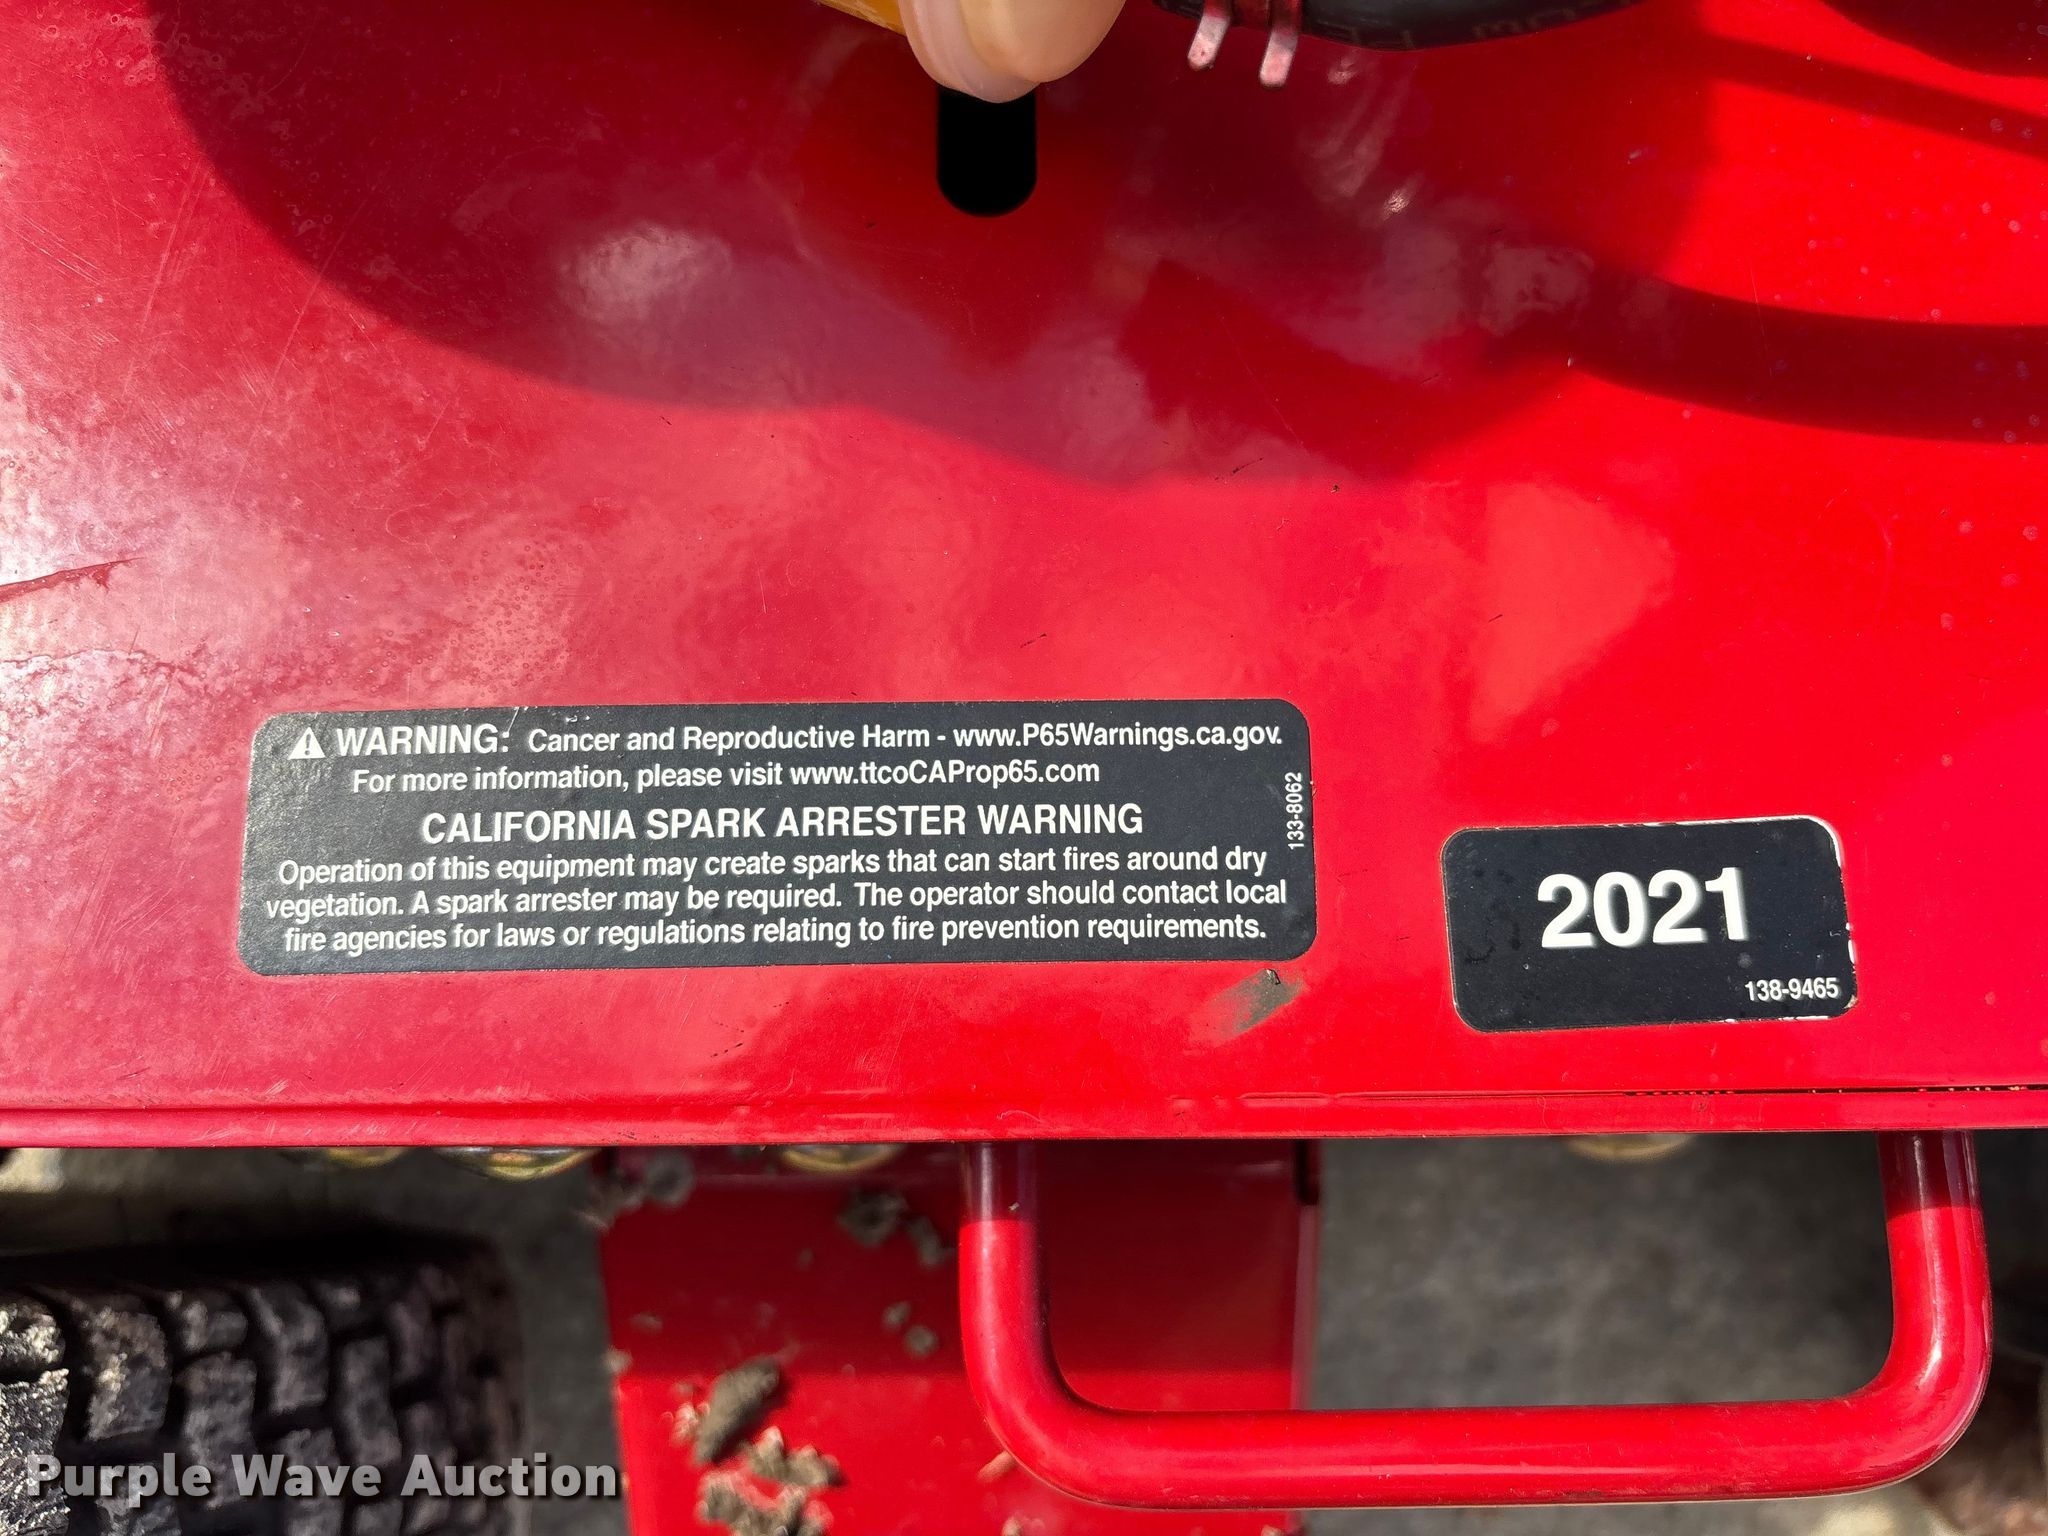 WARNING: Cancer and Reproductive Harm - www.P65Warnings.ca.gov.
For more information, please visit www.ttcoCAProp65.com
CALIFORNIA SPARK ARRESTER WARNING
Operation of this equipment may create sparks that can start fires around dry
vegetation. A spark arrester may be required. The operator should contact local
fire agencies for laws or regulations relating to fire prevention requirements.
133-8062
2021
138-9465
Purple Wave Auction